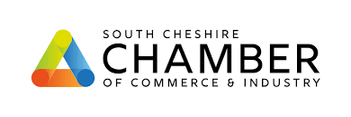 SOUTH CHESHIRE
CHAMBER
OF COMMERCE & INDUSTRY